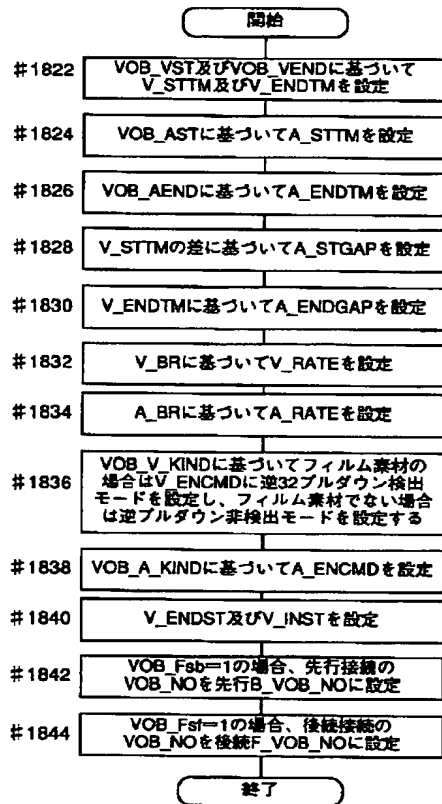 開始
#1822
VOB_VST及びVOB_VENDに基づいて
V_STTM及びV_ENDTMを設定
#1824
VOB_ASTに基づいてA_STTMを設定
#1826
VOB_AENDに基づいてA_ENDTMを設定
#1828
V_STTMの差に基づいてA_STGAPを設定
#1830
V_ENDTMに基づいてA_ENDGAPを設定
#1832
V_BRに基づいてV_RATEを設定
#1834
A_BRに基づいてA_RATEを設定
#1836
VOB_V_KINDに基づいてフィルム素材の
場合はV_ENCMDに逆32プルダウン検出
モードを設定し、フィルム素材でない場合
は逆プルダウン非検出モードを設定する
#1838
VOB_A_KINDに基づいてA_ENCMDを設定
#1840
V_ENDST及びV_INSTを設定
#1842
VOB_Fsb=1の場合、先行接続の
VOB_NOを先行B_VOB_NOに設定
#1844
VOB_Fsf=1の場合、後続接続の
VOB_NOを後続F_VOB_NOに設定
終了